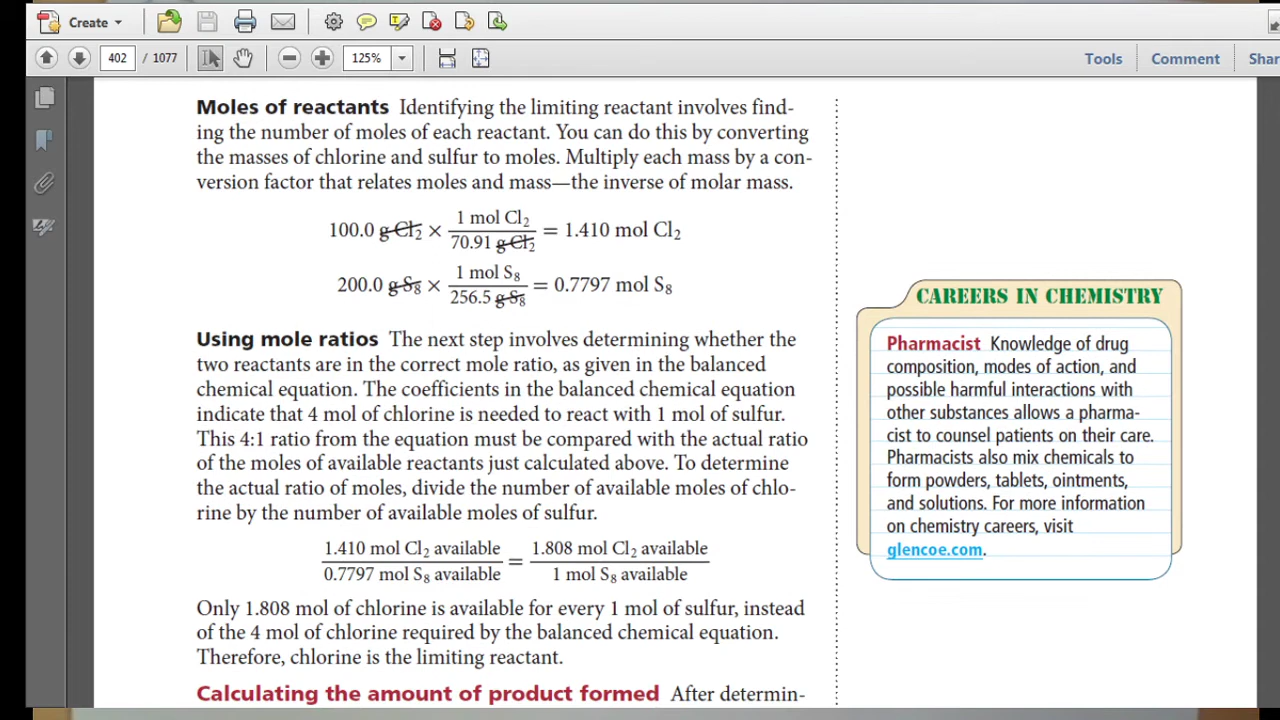 Create
402 / 1077
125%
Tools
Comment
Shar
Moles of reactants Identifying the limiting reactant involves find-
ing the number of moles of each reactant. You can do this by converting
the masses of chlorine and sulfur to moles. Multiply each mass by a con-
version factor that relates moles and mass—the inverse of molar mass.
100.0 g Cl₂ × 1 mol Cl₂ / 70.91 g Cl₂ = 1.410 mol Cl₂
200.0 g S₈ × 1 mol S₈ / 256.5 g S₈ = 0.7797 mol S₈
Using mole ratios The next step involves determining whether the
two reactants are in the correct mole ratio, as given in the balanced
chemical equation. The coefficients in the balanced chemical equation
indicate that 4 mol of chlorine is needed to react with 1 mol of sulfur.
This 4:1 ratio from the equation must be compared with the actual ratio
of the moles of available reactants just calculated above. To determine
the actual ratio of moles, divide the number of available moles of chlo-
rine by the number of available moles of sulfur.
1.410 mol Cl₂ available / 0.7797 mol S₈ available = 1.808 mol Cl₂ available / 1 mol S₈ available
Only 1.808 mol of chlorine is available for every 1 mol of sulfur, instead
of the 4 mol of chlorine required by the balanced chemical equation.
Therefore, chlorine is the limiting reactant.
Calculating the amount of product formed After determin-
CAREERS IN CHEMISTRY
Pharmacist Knowledge of drug
composition, modes of action, and
possible harmful interactions with
other substances allows a pharma-
cist to counsel patients on their care.
Pharmacists also mix chemicals to
form powders, tablets, ointments,
and solutions. For more information
on chemistry careers, visit
glencoe.com.